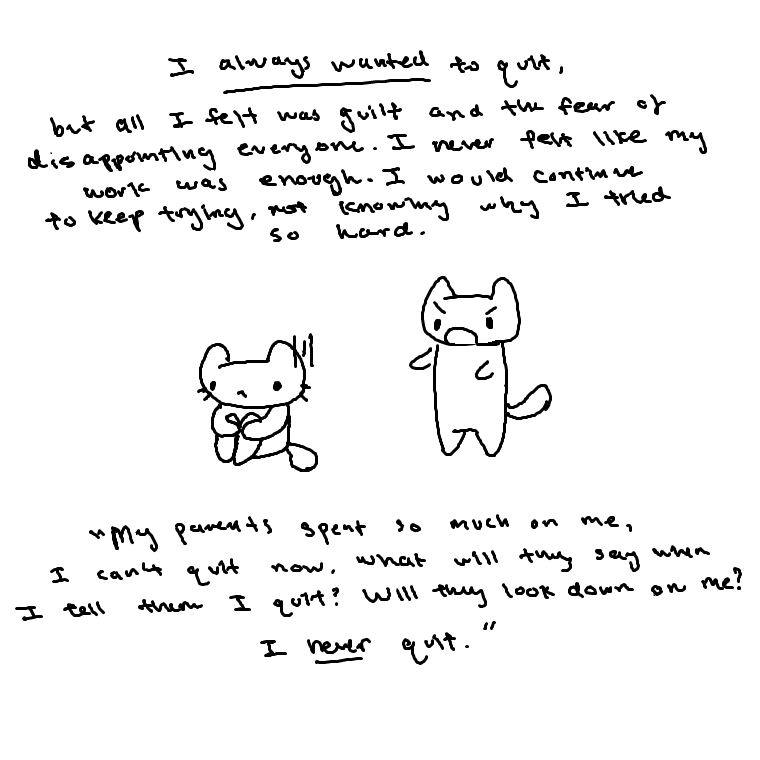 I always wanted to quit,
but all I felt was guilt and the fear of
disappointing everyone. I never felt like my
work was enough. I would continue
to keep trying, not knowing why I tried
so hard.
"My parents spent so much on me,
I can't quit now. What will they say when
I tell them I quit? Will they look down on me?
I never quit."